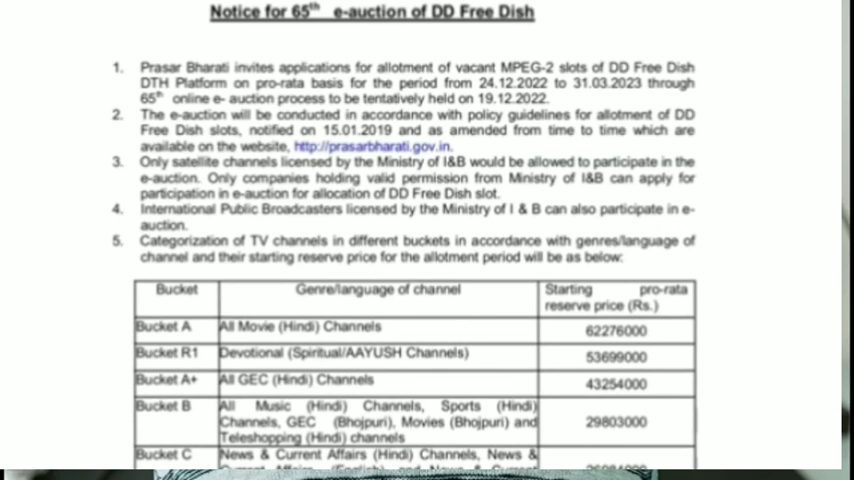 Notice for 65th e-auction of DD Free Dish
1. Prasar Bharati invites applications for allotment of vacant MPEG-2 slots of DD Free Dish
DTH Platform on pro-rata basis for the period from 24.12.2022 to 31.03.2023 through
65th online e- auction process to be tentatively held on 19.12.2022.
2. The e-auction will be conducted in accordance with policy guidelines for allotment of DD
Free Dish slots, notified on 15.01.2019 and as amended from time to time which are
available on the website, http://prasarbharati.gov.in.
3. Only satellite channels licensed by the Ministry of I&B would be allowed to participate in the
e-auction. Only companies holding valid permission from Ministry of I&B can apply for
participation in e-auction for allocation of DD Free Dish slot.
4. International Public Broadcasters licensed by the Ministry of I & B can also participate in e-
auction.
5. Categorization of TV channels in different buckets in accordance with genres/language of
channel and their starting reserve price for the allotment period will be as below:
Bucket Genre/language of channel Starting pro-rata
reserve price (Rs.)
Bucket A All Movie (Hindi) Channels 62276000
Bucket R1 Devotional (Spiritual/AAYUSH Channels) 53699000
Bucket A+ All GEC (Hindi) Channels 43254000
Bucket B All Music (Hindi) Channels, Sports (Hindi)
Channels, GEC (Bhojpuri), Movies (Bhojpuri) and 29803000
Teleshopping (Hindi) channels
Bucket C News & Current Affairs (Hindi) Channels, News &